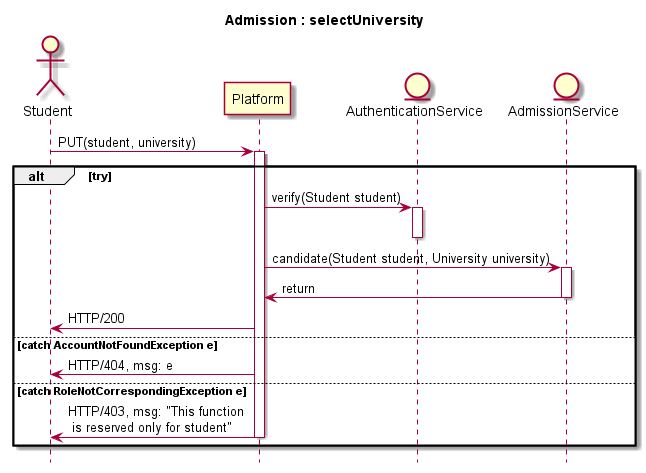 Admission : selectUniversity
Student
Platform
AuthenticationService
AdmissionService
PUT(student, university)
alt
[try]
verify(Student student)
candidate(Student student, University university)
return
HTTP/200
[catch AccountNotFoundException e]
HTTP/404, msg: e
[catch RoleNotCorrespondingException e]
HTTP/403, msg: "This function
is reserved only for student"